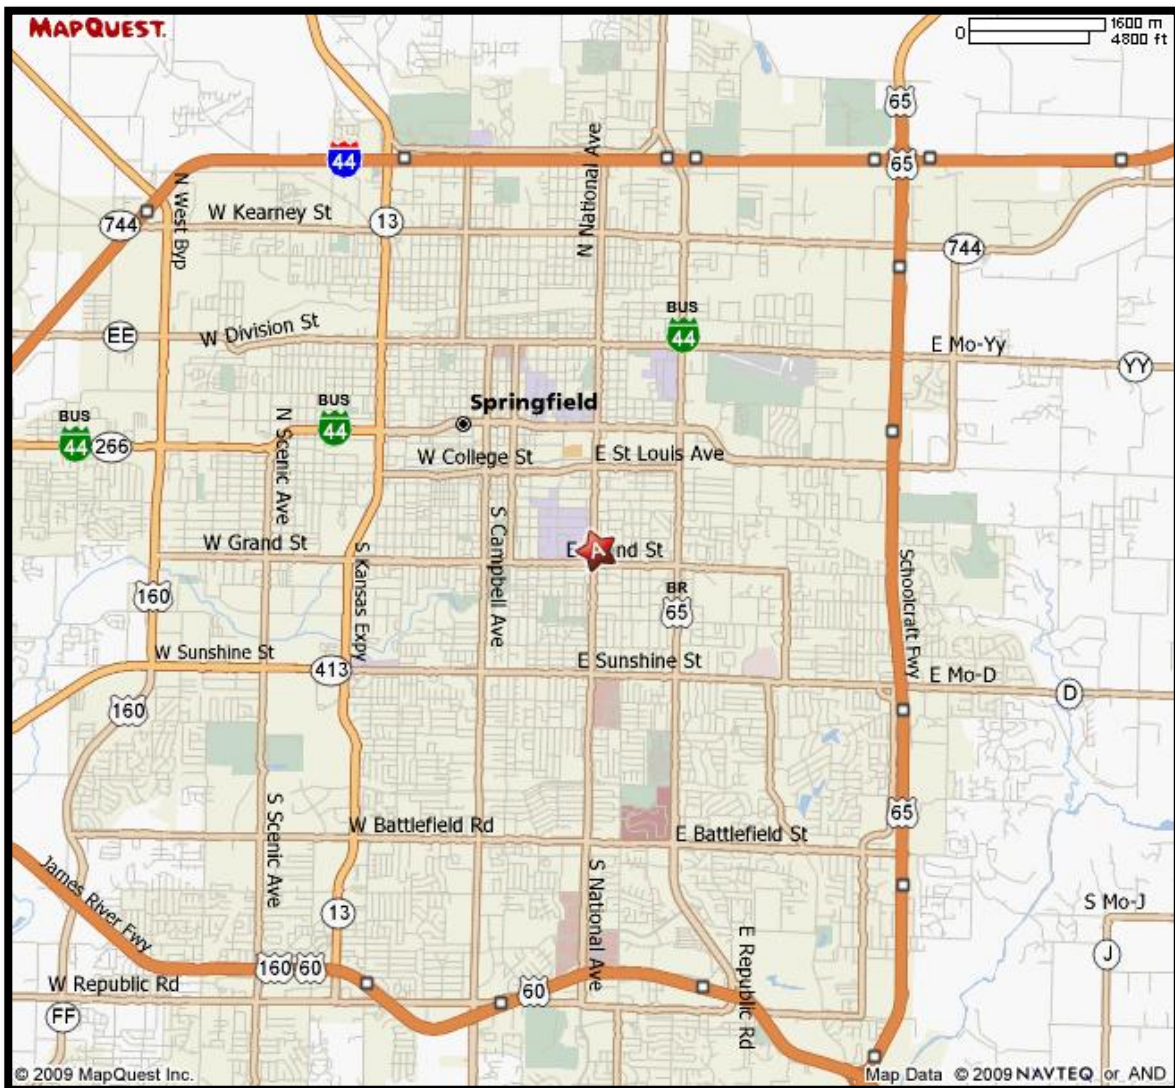 MAPQUEST.
0
1600 m
4800 ft
65
44
65
N National Ave
N West Byp
W Kearney St
744
13
744
BUS
44
EE
W Division St
E Mo-Yy
YY
BUS
44
266
N Scenic Ave
BUS
44
Springfield
W College St
E St Louis Ave
S Campbell Ave
W Grand St
A
E nd St
S Kansas Expy
160
BR
65
Schoolcraft Fwy
W Sunshine St
413
E Sunshine St
E Mo-D
D
160
65
S Scenic Ave
W Battlefield Rd
E Battlefield St
James River Fwy
S National Ave
13
E Republic Rd
S Mo-J
J
160
60
W Republic Rd
60
FF
© 2009 MapQuest Inc.
Map Data © 2009 NAVTEQ or AND